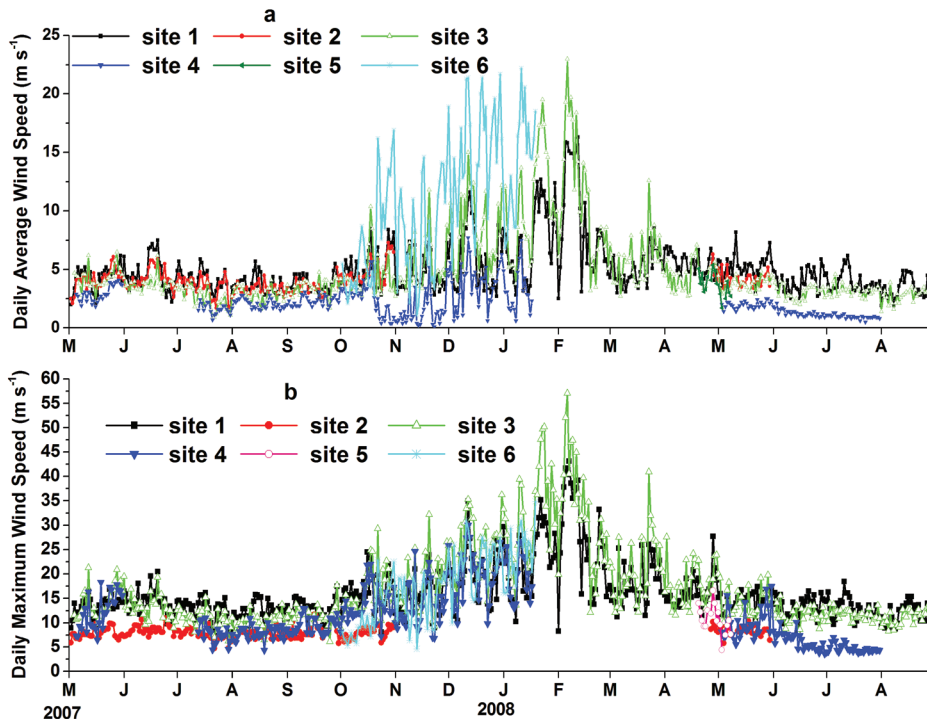 a
site 1 site 2 site 3
site 4 site 5 site 6
Daily Average Wind Speed (m s⁻¹)
25
20
15
10
5
0
M J J A S O N D J F M A M J J A
b
site 1 site 2 site 3
site 4 site 5 site 6
Daily Maximum Wind Speed (m s⁻¹)
60
55
50
45
40
35
30
25
20
15
10
5
0
M J J A S O N D J F M A M J J A
2007 2008